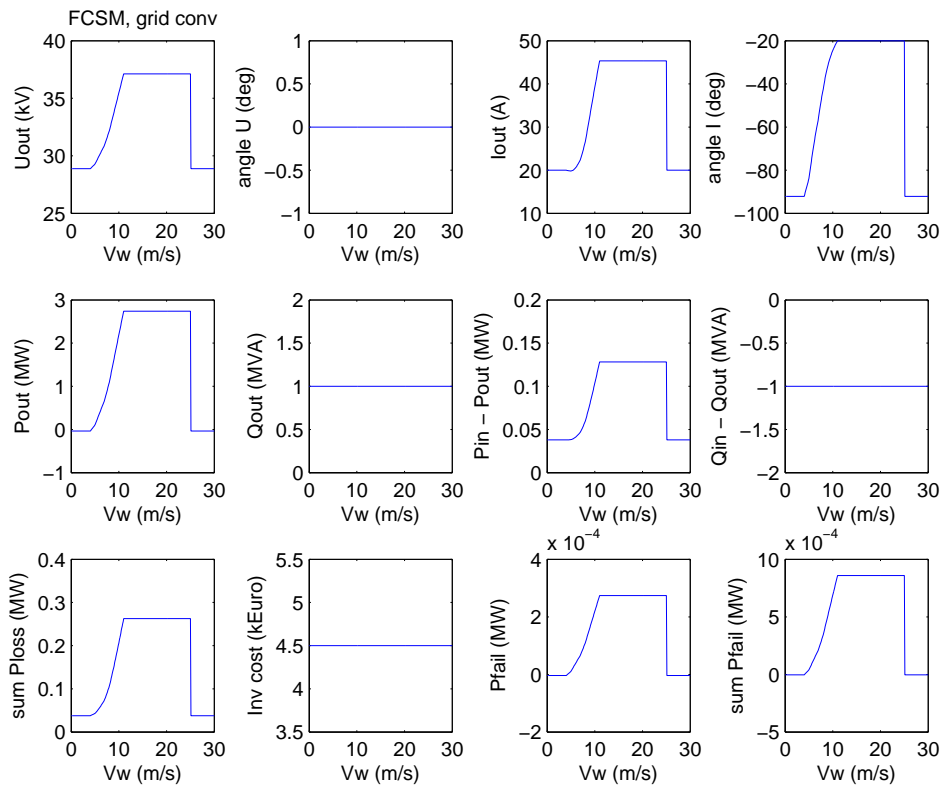 FCSM, grid conv
40
35
30
25
Uout (kV)
0 10 20 30
Vw (m/s)
1
0.5
0
−0.5
−1
angle U (deg)
0 10 20 30
Vw (m/s)
50
40
30
20
10
Iout (A)
0 10 20 30
Vw (m/s)
−20
−40
−60
−80
−100
angle I (deg)
0 10 20 30
Vw (m/s)
3
2
1
0
−1
Pout (MW)
0 10 20 30
Vw (m/s)
2
1.5
1
0.5
0
Qout (MVA)
0 10 20 30
Vw (m/s)
0.2
0.15
0.1
0.05
0
Pin − Pout (MW)
0 10 20 30
Vw (m/s)
0
−0.5
−1
−1.5
−2
Qin − Qout (MVA)
0 10 20 30
Vw (m/s)
0.4
0.3
0.2
0.1
0
sum Ploss (MW)
0 10 20 30
Vw (m/s)
5.5
5
4.5
4
3.5
Inv cost (kEuro)
0 10 20 30
Vw (m/s)
x 10−4
4
2
0
−2
Pfail (MW)
0 10 20 30
Vw (m/s)
x 10−4
10
5
0
−5
sum Pfail (MW)
0 10 20 30
Vw (m/s)